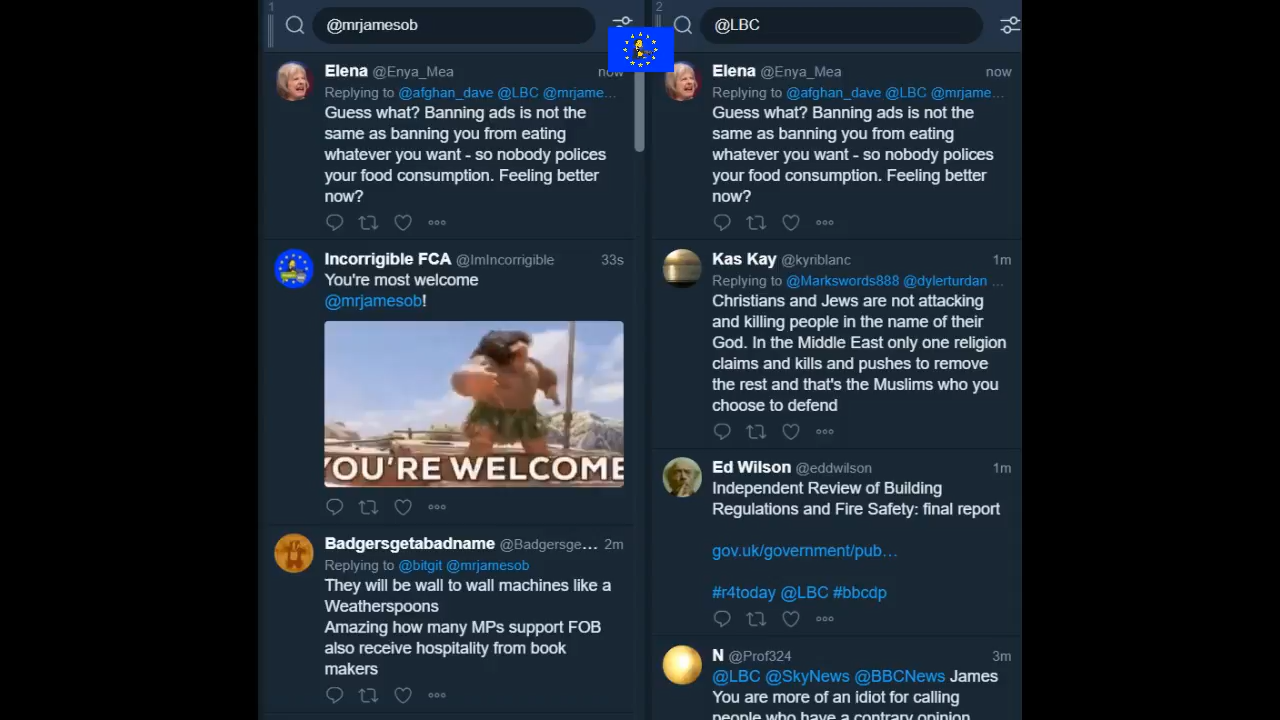 1
@mrjamesob
Elena @Enya_Mea now
Replying to @afghan_dave @LBC @mrjame…
Guess what? Banning ads is not the
same as banning you from eating
whatever you want - so nobody polices
your food consumption. Feeling better
now?
Incorrigible FCA @ImIncorrigible 33s
You're most welcome
@mrjamesob!
YOU'RE WELCOME
Badgersgetabadname @Badgersge… 2m
Replying to @bitgit @mrjamesob
They will be wall to wall machines like a
Weatherspoons
Amazing how many MPs support FOB
also receive hospitality from book
makers
2
@LBC
Elena @Enya_Mea now
Replying to @afghan_dave @LBC @mrjame…
Guess what? Banning ads is not the
same as banning you from eating
whatever you want - so nobody polices
your food consumption. Feeling better
now?
Kas Kay @kyriblanc 1m
Replying to @Markswords888 @dylerturdan …
Christians and Jews are not attacking
and killing people in the name of their
God. In the Middle East only one religion
claims and kills and pushes to remove
the rest and that's the Muslims who you
choose to defend
Ed Wilson @eddwilson 1m
Independent Review of Building
Regulations and Fire Safety: final report
gov.uk/government/pub…
#r4today @LBC #bbcdp
N @Prof324 3m
@LBC @SkyNews @BBCNews James
You are more of an idiot for calling
people who have a contrary opinion